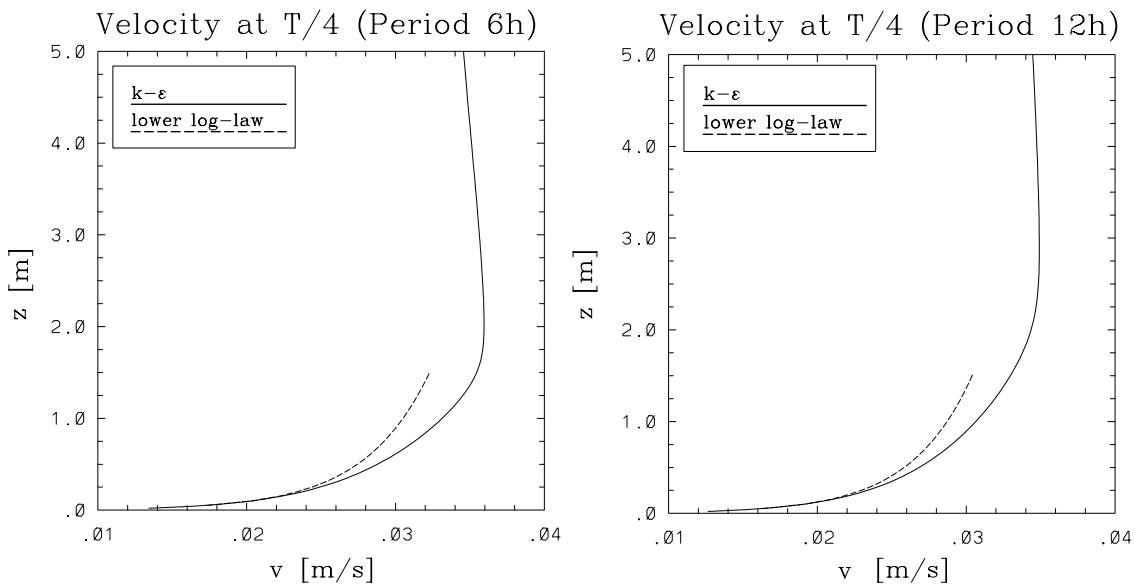 Velocity at T/4 (Period 6h)
5.0
k-ε
lower log-law
4.0
3.0
z [m]
2.0
1.0
.0
.01 .02 .03 .04
v [m/s]
Velocity at T/4 (Period 12h)
5.0
k-ε
lower log-law
4.0
3.0
z [m]
2.0
1.0
.0
.01 .02 .03 .04
v [m/s]